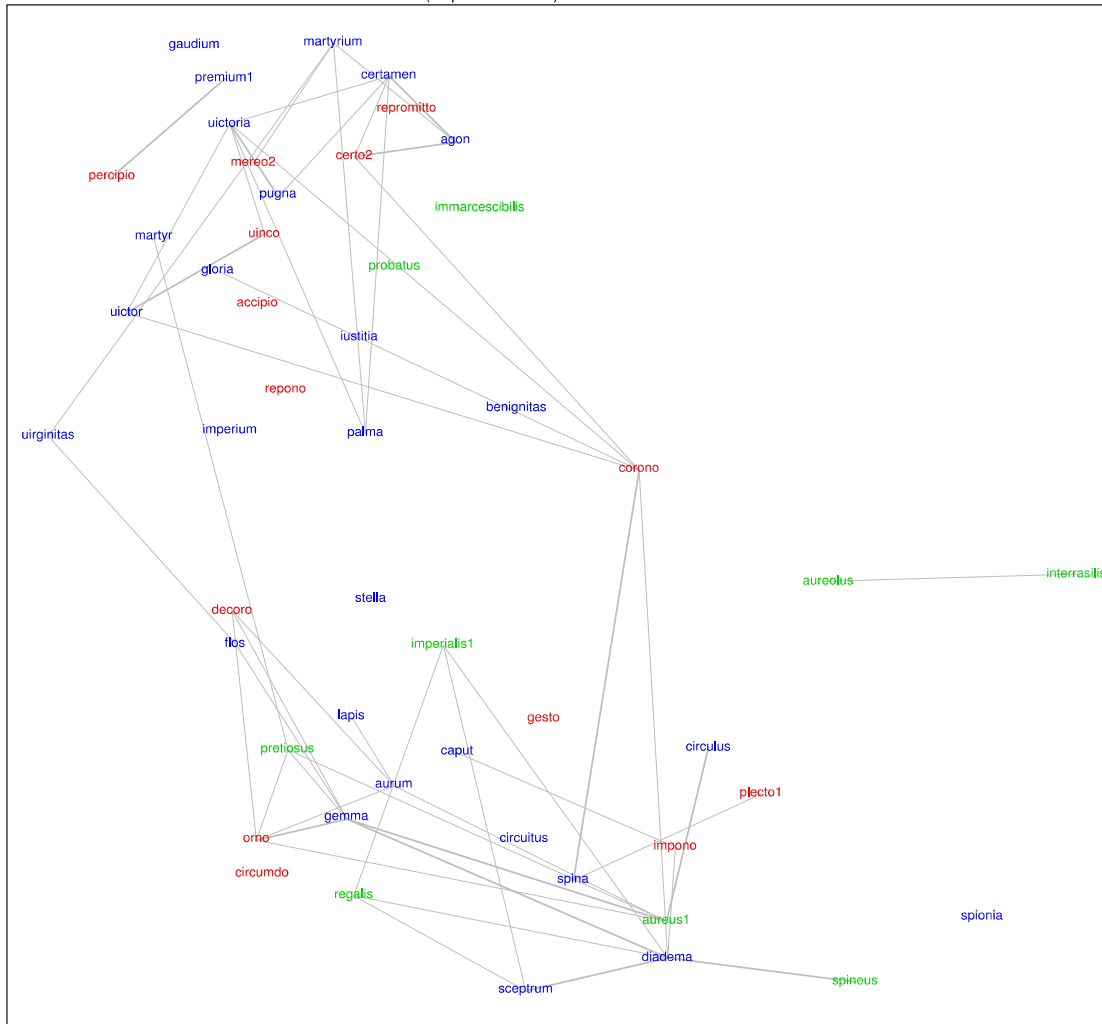 martyrium
gaudium
certamen
premium1
repromitto
uictoria
agon
certo2
mereo2
percipio
pugna
immarcescibilis
uinco
martyr
probatus
gloria
accipio
uictor
iustitia
repono
benignitas
imperium
palma
uirginitas
corono
interrasilis
aureolus
stella
decoro
flos
imperialis1
lapis
gesto
circulus
pretiosus
caput
aurum
plecto1
gemma
orno
circuitus
impono
circumdo
spina
regalis
spionia
aureus1
diadema
spineus
sceptrum